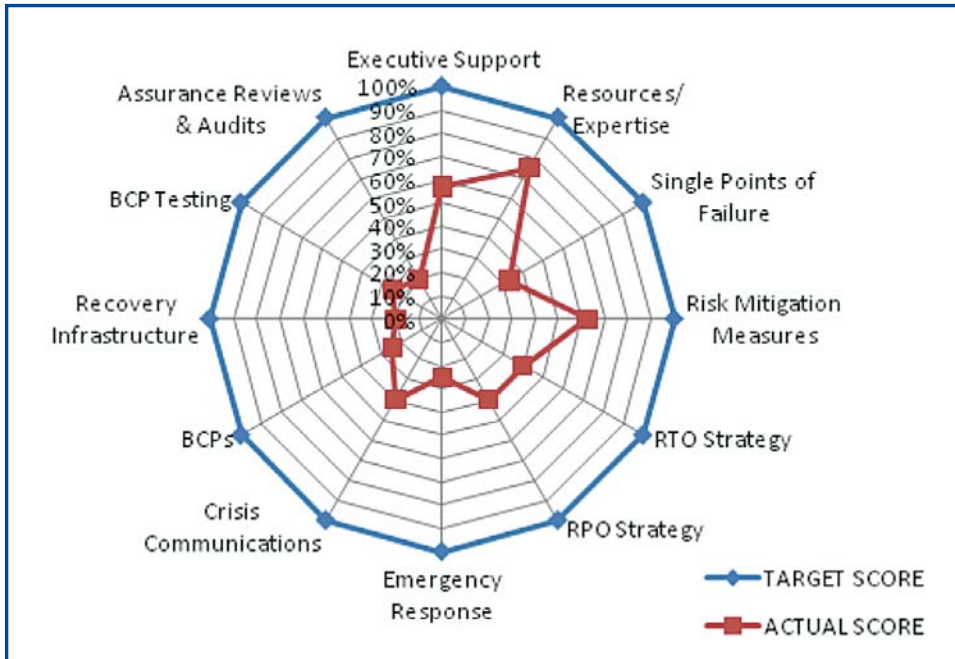 Executive Support
100%
90%
80%
70%
60%
50%
40%
30%
20%
10%
0%
Resources/
Expertise
Single Points of
Failure
Risk Mitigation
Measures
RTO Strategy
RPO Strategy
Emergency
Response
Crisis
Communications
BCPs
Recovery
Infrastructure
BCP Testing
Assurance Reviews
& Audits
TARGET SCORE
ACTUAL SCORE